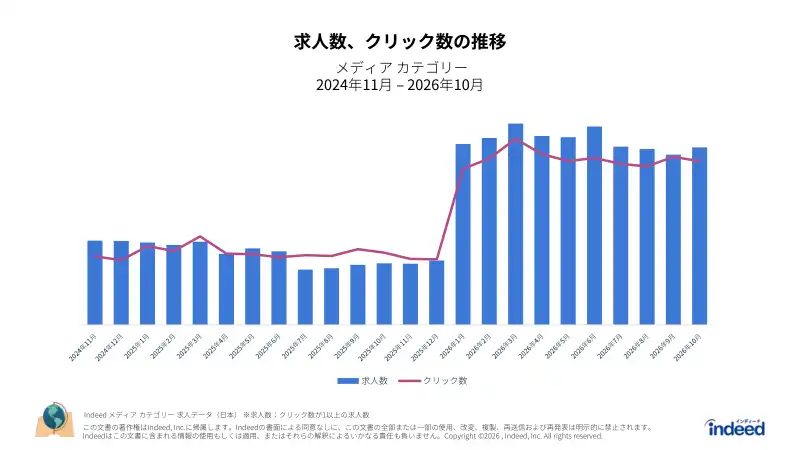 求人数、クリック数の推移
メディア カテゴリー
2024年11月 – 2026年10月
2024年11月
2024年12月
2025年1月
2025年2月
2025年3月
2025年4月
2025年5月
2025年6月
2025年7月
2025年8月
2025年9月
2025年10月
2025年11月
2025年12月
2026年1月
2026年2月
2026年3月
2026年4月
2026年5月
2026年6月
2026年7月
2026年8月
2026年9月
2026年10月
求人数 クリック数
Indeed メディア カテゴリー 求人データ（日本） ※求人数：クリック数が1以上の求人数
この文書の著作権はIndeed, Inc.に帰属します。Indeedの書面による同意なしに、この文書の全部または一部の使用、改変、複製、再送信および再発表は明示的に禁止されます。
Indeedはこの文書に含まれる情報の使用もしくは適用、またはそれらの解釈によるいかなる責任も負いません。Copyright ©2026 , Indeed, Inc. All rights reserved.
インディード
indeed